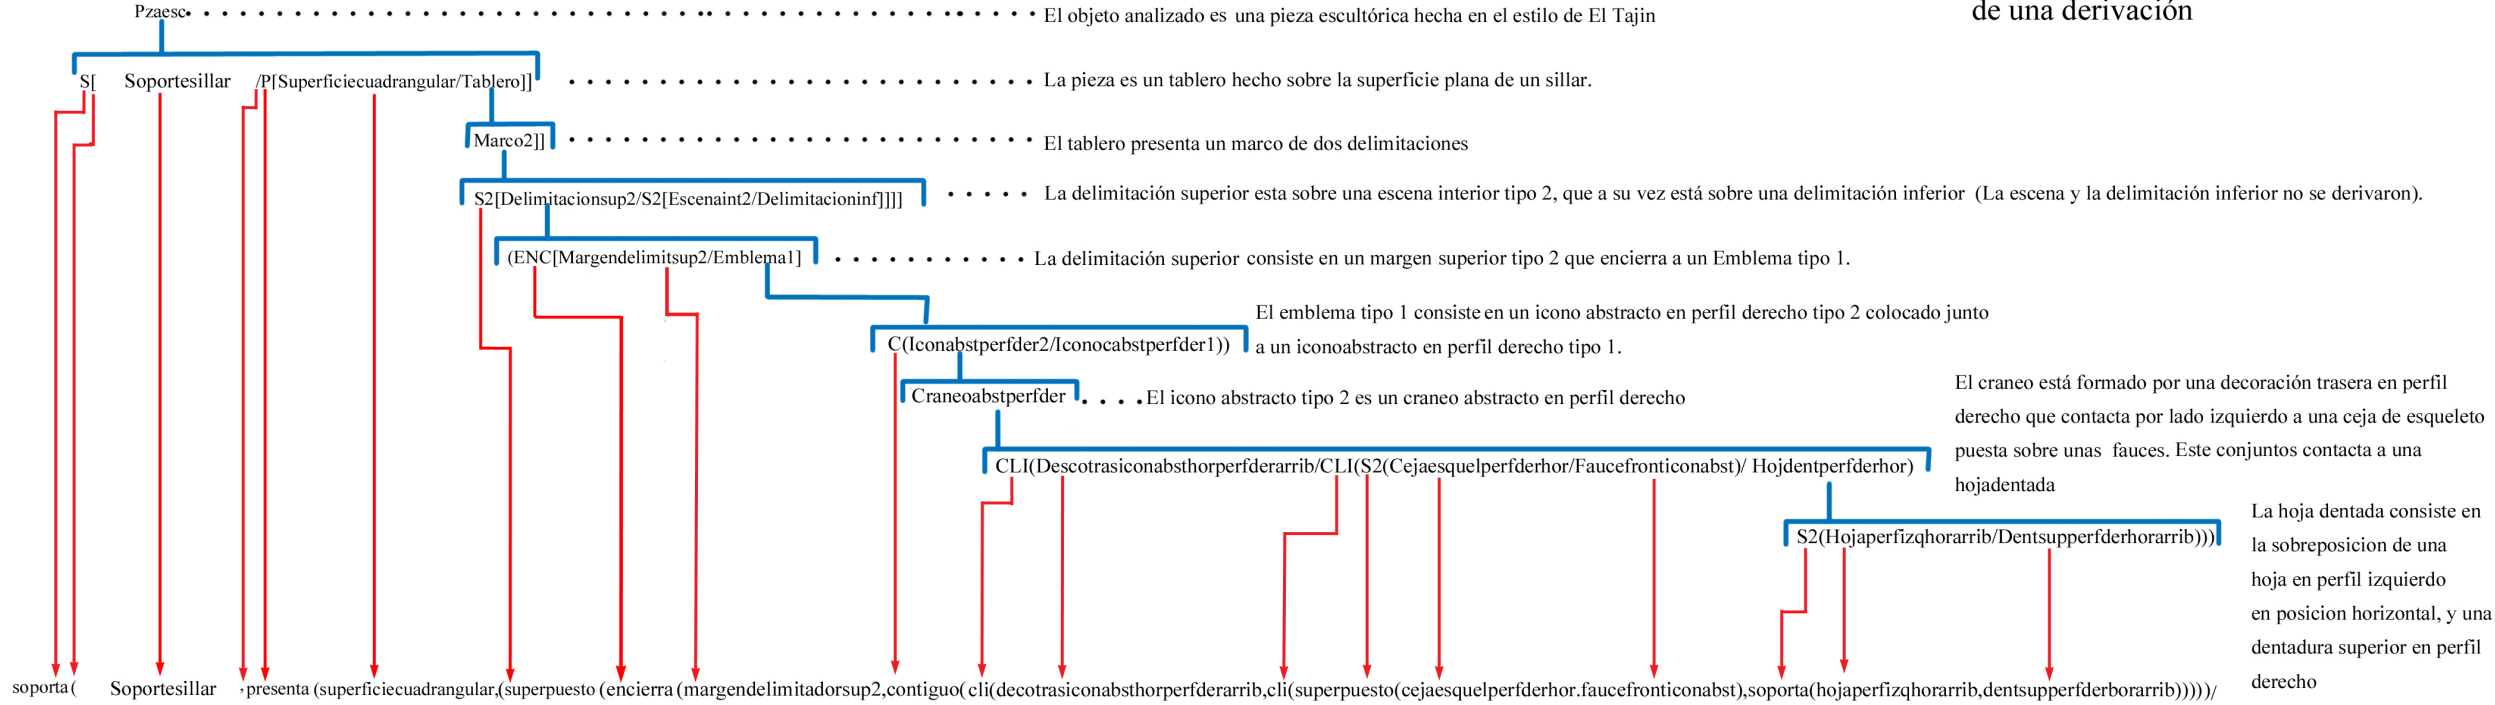 de una derivación
Pzaesc
El objeto analizado es una pieza escultórica hecha en el estilo de El Tajin
S[ Soportesillar /P[Superficiecuadrangular/Tablero]]
La pieza es un tablero hecho sobre la superficie plana de un sillar.
Marco2]]
El tablero presenta un marco de dos delimitaciones
S2[Delimitacionsup2/S2[Escenaint2/Delimitacioninf]]]]
La delimitación superior esta sobre una escena interior tipo 2, que a su vez está sobre una delimitación inferior (La escena y la delimitación inferior no se derivaron).
(ENC[Margendelimitsup2/Emblema1]
La delimitación superior consiste en un margen superior tipo 2 que encierra a un Emblema tipo 1.
C(Iconabstperfder2/Iconocabstperfder1))
El emblema tipo 1 consiste en un icono abstracto en perfil derecho tipo 2 colocado junto
a un iconoabstracto en perfil derecho tipo 1.
Craneoabstperfder
El icono abstracto tipo 2 es un craneo abstracto en perfil derecho
CLI(Descotrasiconabsthorperfderarrib/CLI(S2(Cejaesquelperfderhor/Faucefronticonabst)/ Hojdentperfderhor)
El craneo está formado por una decoración trasera en perfil
derecho que contacta por lado izquierdo a una ceja de esqueleto
puesta sobre unas fauces. Este conjuntos contacta a una
hojadentada
S2(Hojaperfizqhorarrib/Dentsupperfderhorarrib)))
La hoja dentada consiste en
la sobreposicion de una
hoja en perfil izquierdo
en posicion horizontal, y una
dentadura superior en perfil
derecho
soporta ( Soportesillar , presenta (superficiecuadrangular,(superpuesto (encierra (margendelimitadorsup2,contiguo( cli(decotrasiconabsthorperfderarrib,cli(superpuesto(cejaesquelperfderhor.faucefronticonabst),soporta(hojaperfizqhorarrib,dentsupperfderborarrib)))))/